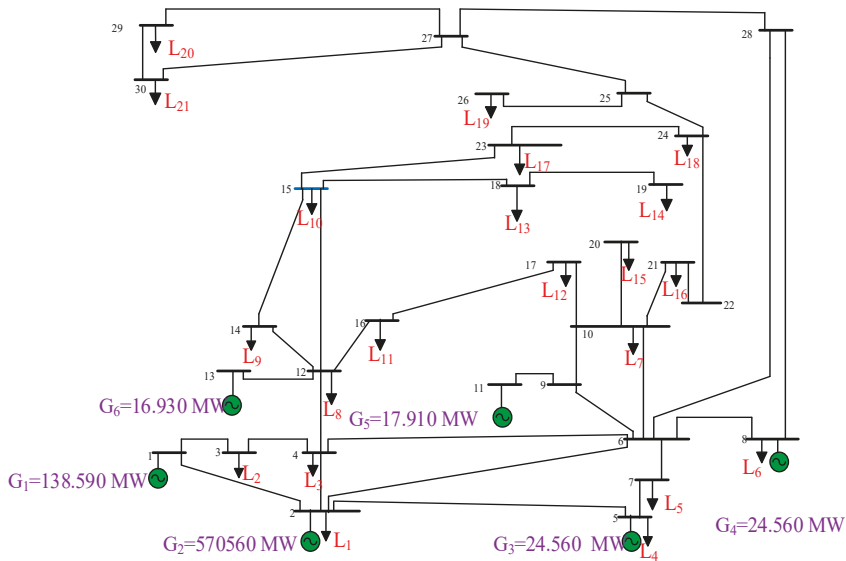 29
27
28
L20
30
L21
26
25
L19
24
23
L18
L17
15
18
19
L10
L14
L13
20
17
21
L15
L12
L16
22
14
16
10
L9
L11
L7
13
12
11
9
G6=16.930 MW
L8
G5=17.910 MW
6
8
1
3
4
L2
L3
L6
7
G1=138.590 MW
L5
2
5
G4=24.560 MW
G2=570560 MW
L1
G3=24.560 MW
L4